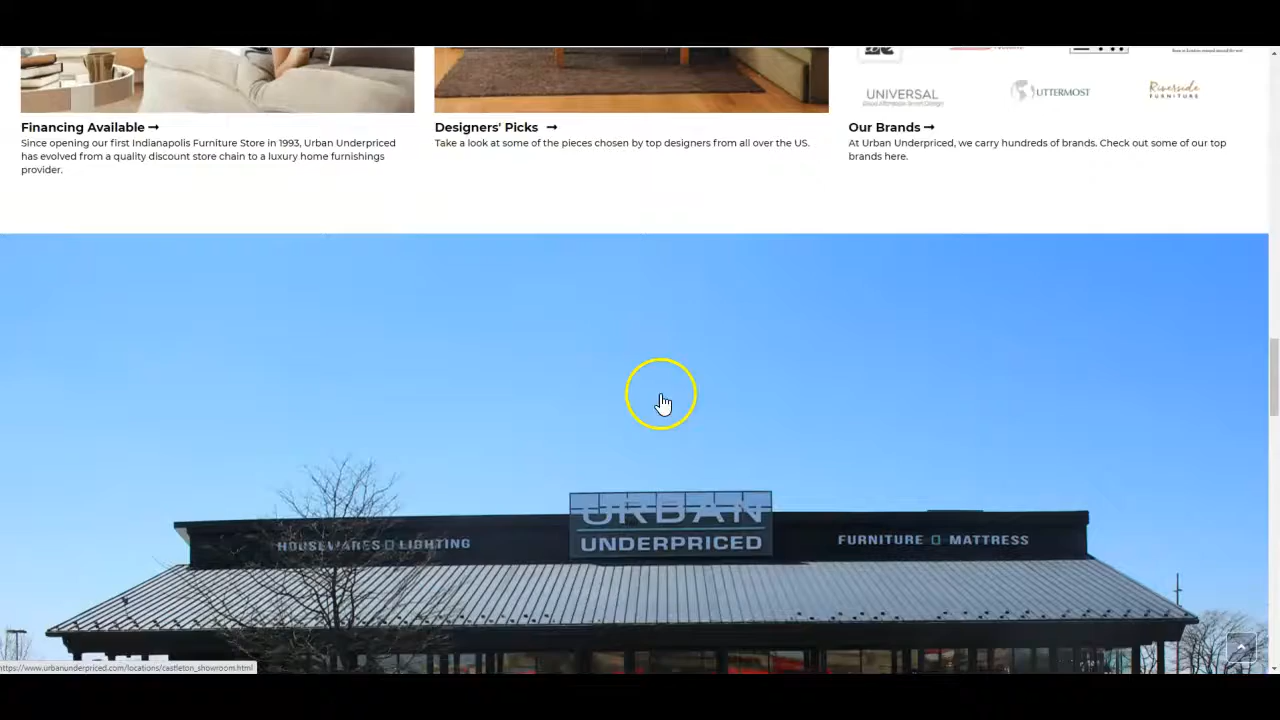 UNIVERSAL
UTTERMOST
Riverside
FURNITURE
Financing Available
Since opening our first Indianapolis Furniture Store in 1993, Urban Underpriced
has evolved from a quality discount store chain to a luxury home furnishings
provider.
Designers' Picks
Take a look at some of the pieces chosen by top designers from all over the US.
Our Brands
At Urban Underpriced, we carry hundreds of brands. Check out some of our top
brands here.
URBAN
UNDERPRICED
HOUSEWARES LIGHTING
FURNITURE MATTRESS
https://www.urbanunderpriced.com/locations/castleton_showroom.html